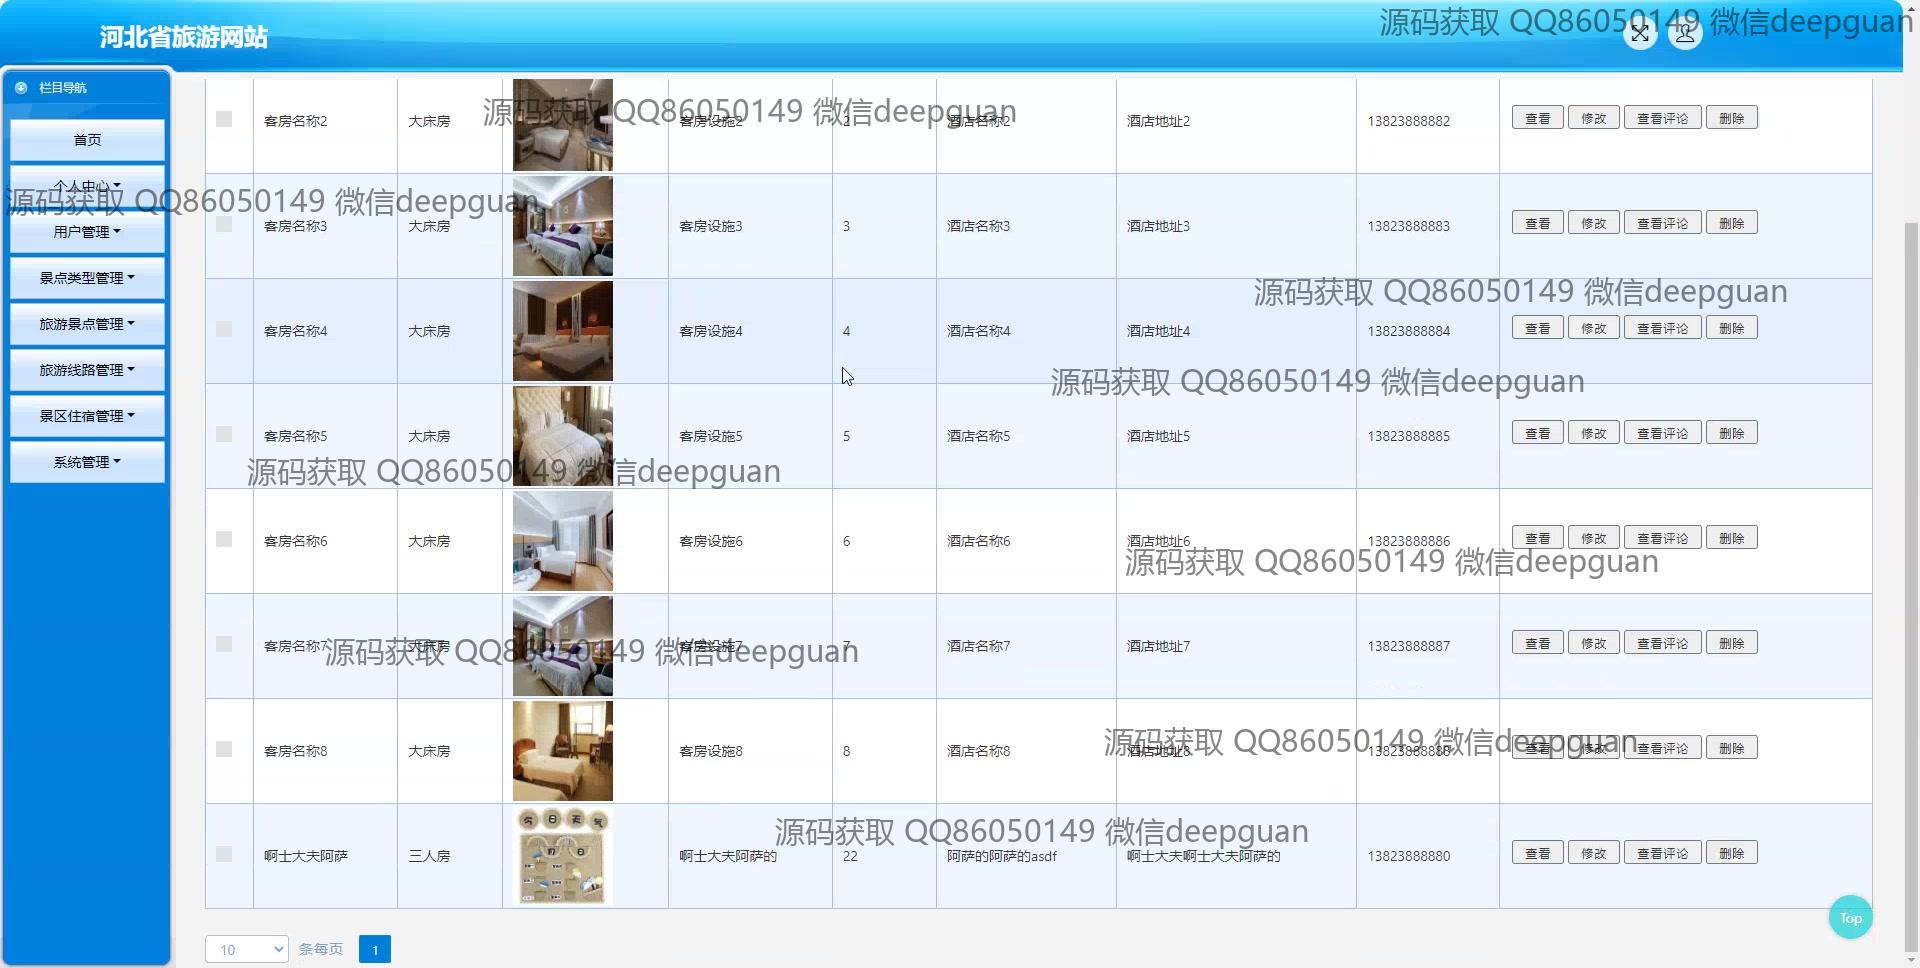 河北省旅游网站
源码获取 QQ86050149 微信deepguan
栏目导航
首页
个人中心
用户管理
景点类型管理
旅游景点管理
旅游线路管理
景区住宿管理
系统管理
源码获取 QQ86050149 微信deepguan
客房名称2 大床房 客房设施2 2 酒店名称2 酒店地址2 13823888882 查看 修改 查看评论 删除
源码获取 QQ86050149 微信deepguan
客房名称3 大床房 客房设施3 3 酒店名称3 酒店地址3 13823888883 查看 修改 查看评论 删除
源码获取 QQ86050149 微信deepguan
客房名称4 大床房 客房设施4 4 酒店名称4 酒店地址4 13823888884 查看 修改 查看评论 删除
源码获取 QQ86050149 微信deepguan
客房名称5 大床房 客房设施5 5 酒店名称5 酒店地址5 13823888885 查看 修改 查看评论 删除
源码获取 QQ86050149 微信deepguan
客房名称6 大床房 客房设施6 6 酒店名称6 酒店地址6 13823888886 查看 修改 查看评论 删除
源码获取 QQ86050149 微信deepguan
客房名称7 大床房 客房设施7 7 酒店名称7 酒店地址7 13823888887 查看 修改 查看评论 删除
源码获取 QQ86050149 微信deepguan
客房名称8 大床房 客房设施8 8 酒店名称8 酒店地址8 13823888888 查看 修改 查看评论 删除
源码获取 QQ86050149 微信deepguan
今日天气
啊士大夫阿萨 三人房 啊士大夫阿萨的 22 阿萨的阿萨的asdf 啊士大夫啊士大夫阿萨的 13823888880 查看 修改 查看评论 删除
源码获取 QQ86050149 微信deepguan
Top
10 条每页 1